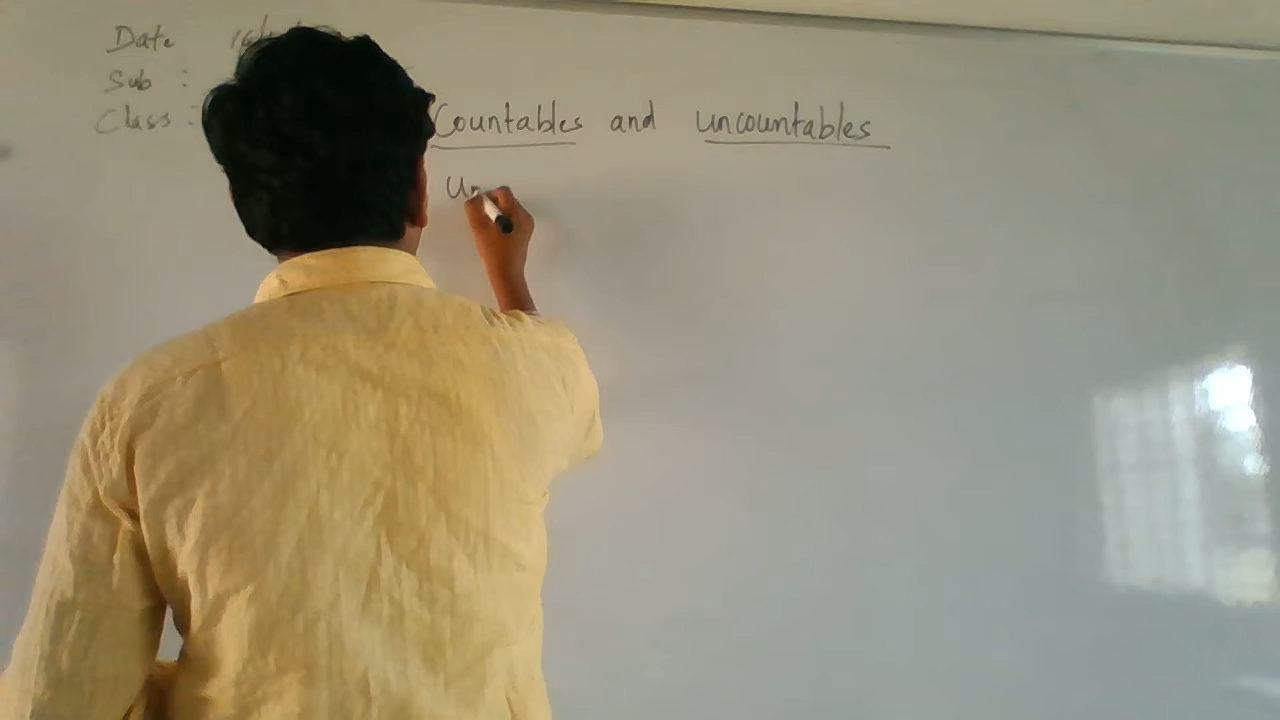 Date
Sub :
Class :
Countables and uncountables